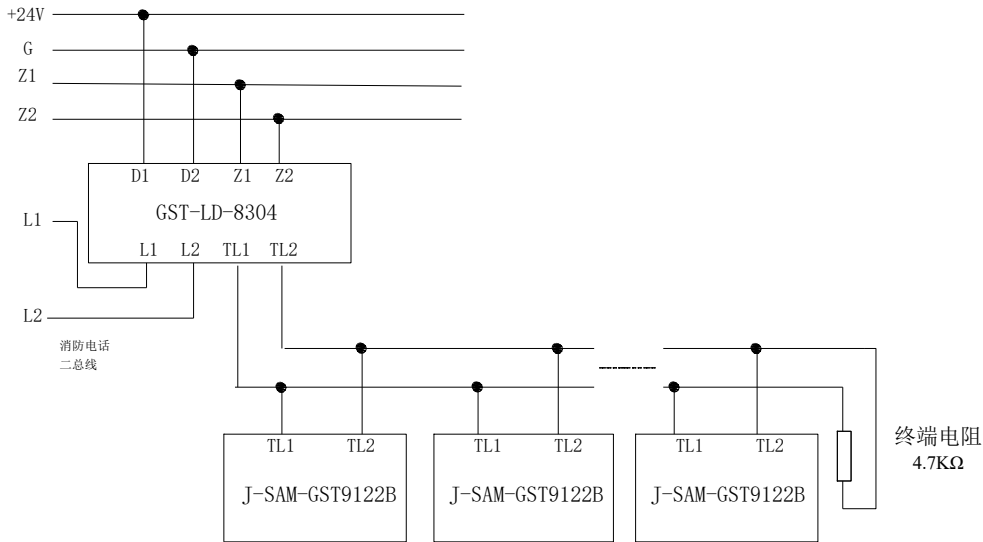 +24V
G
Z1
Z2
D1 D2 Z1 Z2
GST-LD-8304
L1
L1 L2 TL1 TL2
L2
消防电话
二总线
TL1 TL2 TL1 TL2 TL1 TL2
终端电阻
4.7KΩ
J-SAM-GST9122B J-SAM-GST9122B J-SAM-GST9122B